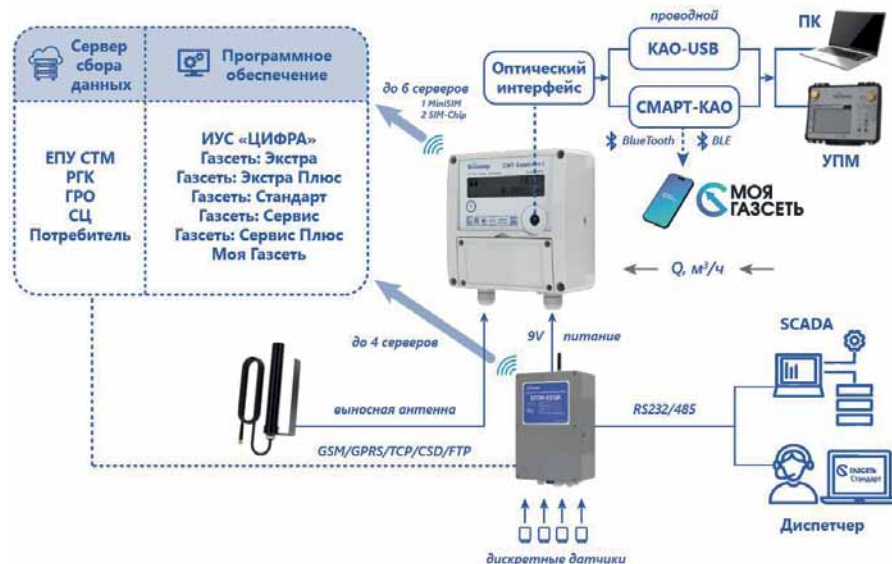 Сервер
сбора
данных
Программное
обеспечение
ЕПУ СТМ
РГК
ГРО
СЦ
Потребитель
ИУС «ЦИФРА»
Газсеть: Экстра
Газсеть: Экстра Плюс
Газсеть: Стандарт
Газсеть: Сервис
Газсеть: Сервис Плюс
Моя Газсеть
до 6 серверов
1 MiniSIM
2 SIM-Chip
Оптический
интерфейс
проводной
КАО-USB
СМАРТ-КАО
BlueTooth
BLE
ПК
УПМ
МОЯ
ГАЗСЕТЬ
Q, м³/ч
до 4 серверов
9V питание
выносная антенна
GSM/GPRS/TCP/CSD/FTP
RS232/485
SCADA
ГАЗСЕТЬ
Стандарт
Диспетчер
дискретные датчики